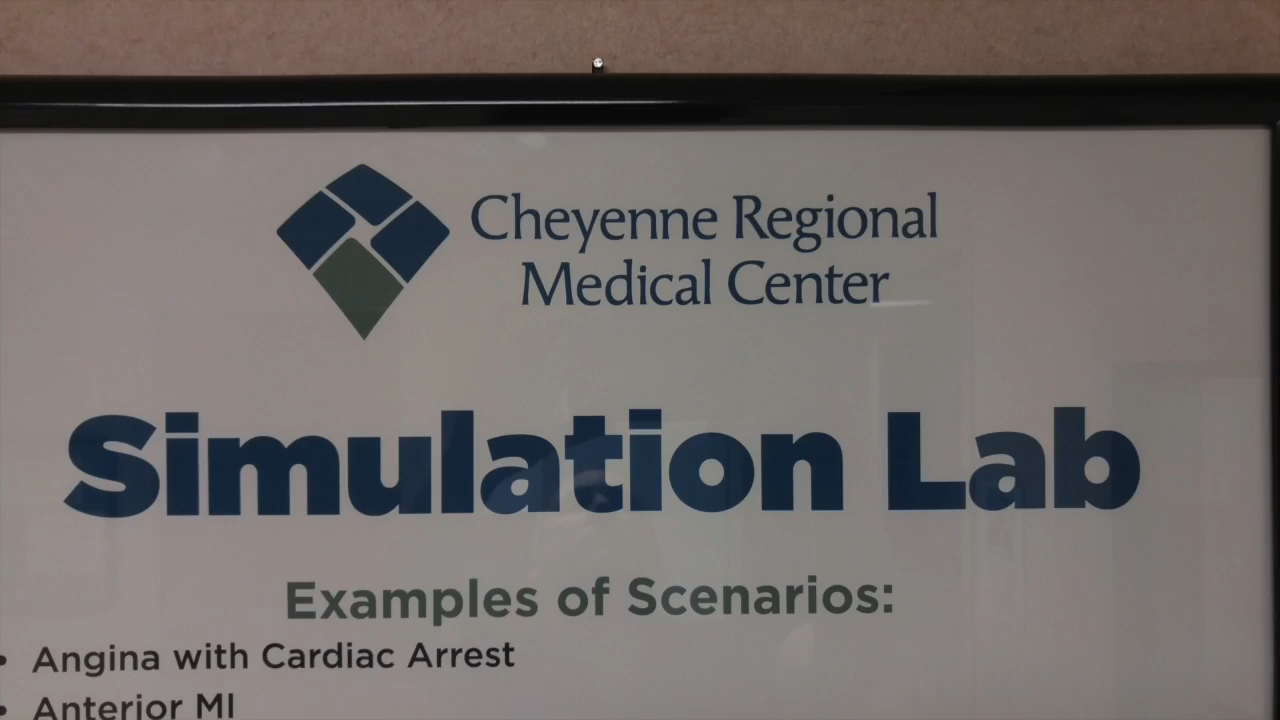 Cheyenne Regional
Medical Center
Simulation Lab
Examples of Scenarios:
• Angina with Cardiac Arrest
• Anterior MI